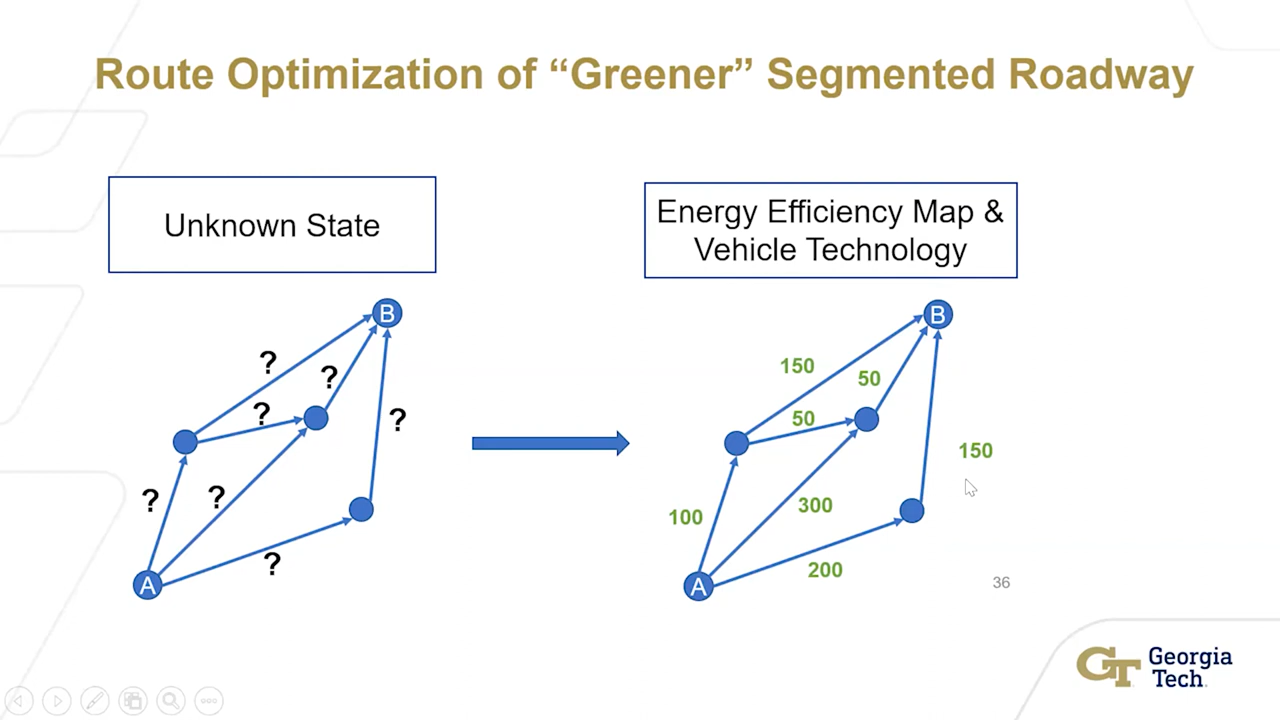 Route Optimization of “Greener” Segmented Roadway
Unknown State
Energy Efficiency Map &
Vehicle Technology
B
?
?
?
?
?
?
?
A
B
150
50
50
150
300
100
200
A
36
GT
Georgia
Tech